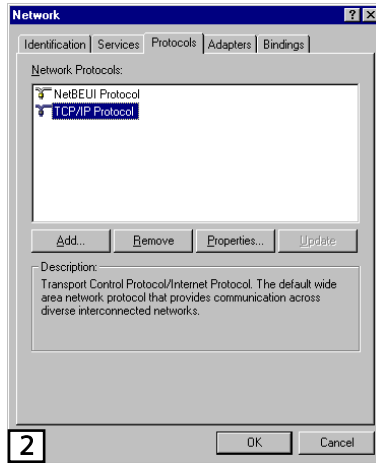 Network
Identification Services Protocols Adapters Bindings
Network Protocols:
NetBEUI Protocol
TCP/IP Protocol
Add... Remove Properties... Update
Description:
Transport Control Protocol/Internet Protocol. The default wide
area network protocol that provides communication across
diverse interconnected networks.
2
OK Cancel